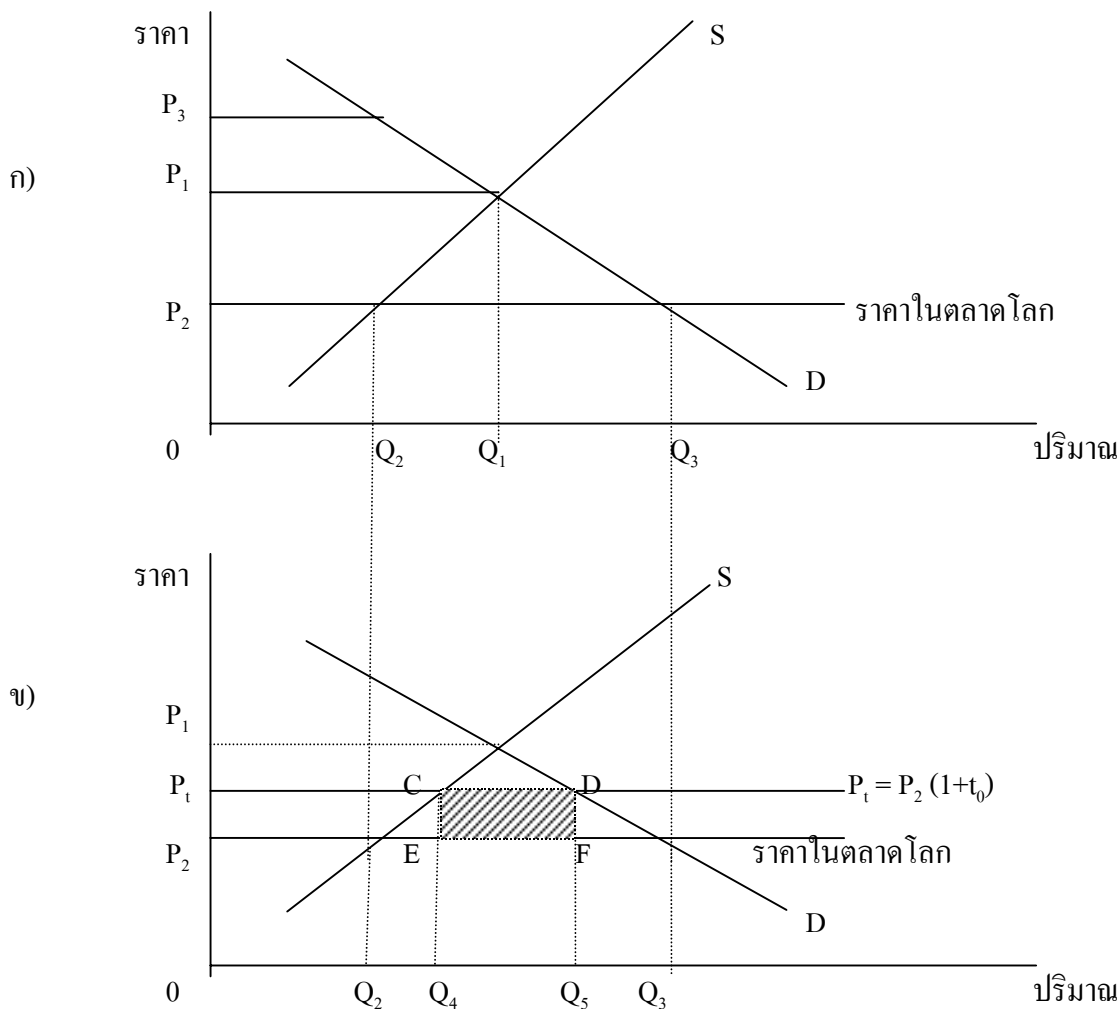 ราคา
S
P₃
ก)
P₁
P₂
ราคาในตลาดโลก
D
0 Q₂ Q₁ Q₃ ปริมาณ
ราคา
S
ข)
P₁
Pₜ C D Pₜ = P₂ (1+t₀)
P₂ E F ราคาในตลาดโลก
D
0 Q₂ Q₄ Q₅ Q₃ ปริมาณ